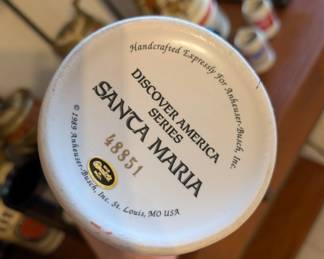 Handcrafted Expressly For Anheuser-Busch, Inc.
DISCOVER AMERICA
SERIES
SANTA MARIA
48851
© 1989 Anheuser-Busch, Inc. St. Louis, MO USA